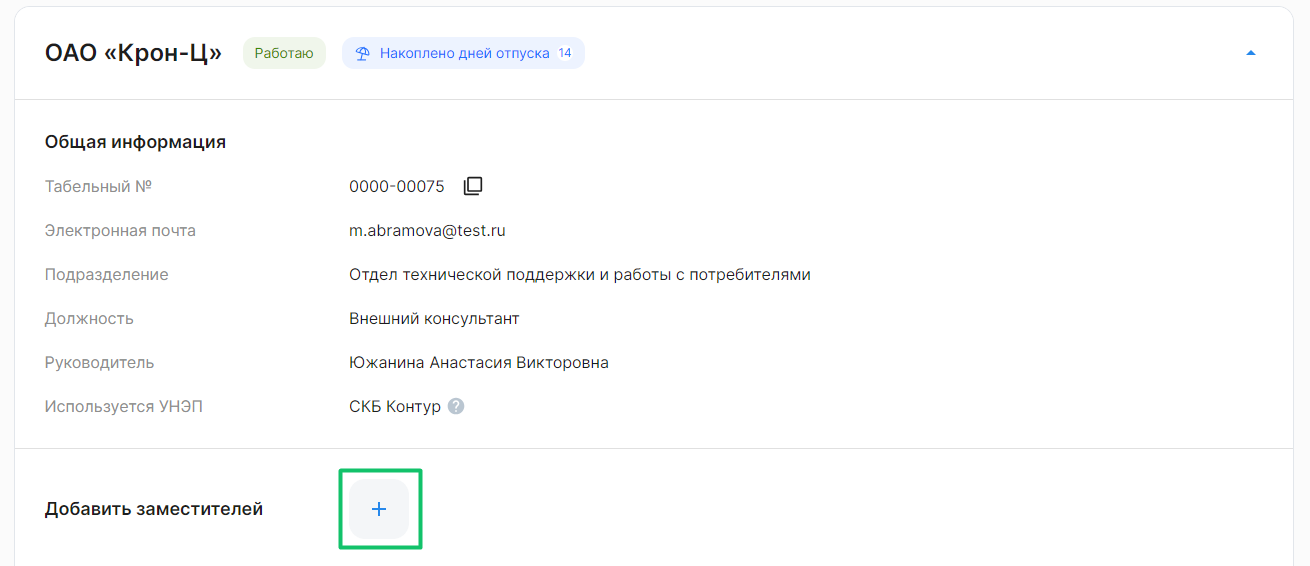 ОАО «Крон-Ц» Работаю Накоплено дней отпуска 14
Общая информация
Табельный № 0000-00075
Электронная почта m.abramova@test.ru
Подразделение Отдел технической поддержки и работы с потребителями
Должность Внешний консультант
Руководитель Южанина Анастасия Викторовна
Используется УНЭП СКБ Контур ?
Добавить заместителей +